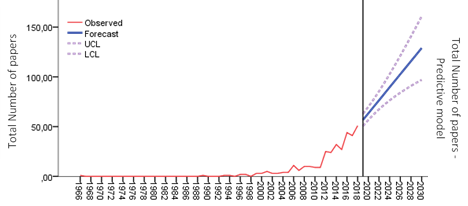 Total Number of papers
150,00
100,00
50,00
,00
Observed
Forecast
UCL
LCL
1966 1968 1970 1972 1974 1976 1978 1980 1982 1984 1986 1988 1990 1992 1994 1996 1998 2000 2002 2004 2006 2008 2010 2012 2014 2016 2018 2020 2022 2024 2026 2028 2030
Total Number of papers -
Predictive model